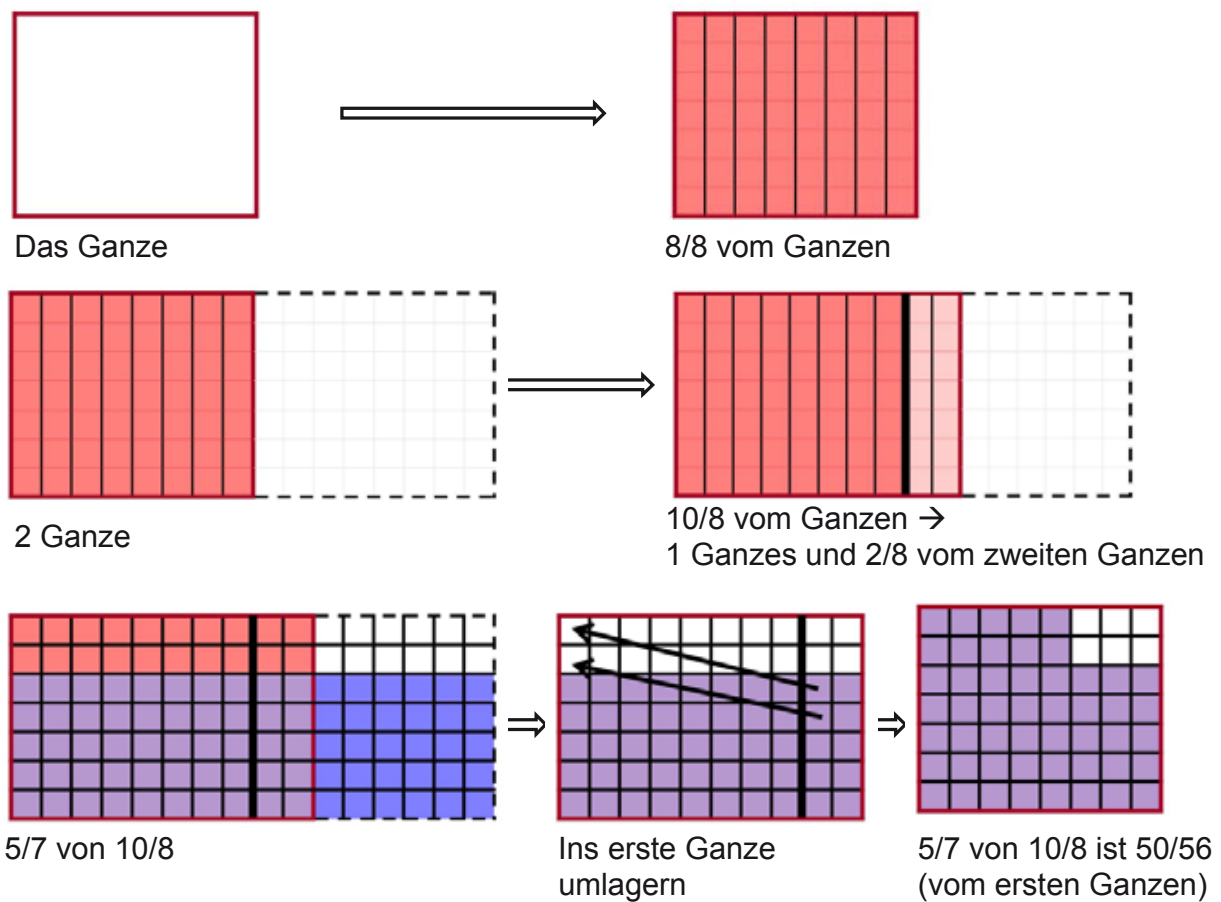 Das Ganze
8/8 vom Ganzen
2 Ganze
10/8 vom Ganzen →
1 Ganzes und 2/8 vom zweiten Ganzen
5/7 von 10/8
Ins erste Ganze
umlagern
5/7 von 10/8 ist 50/56
(vom ersten Ganzen)